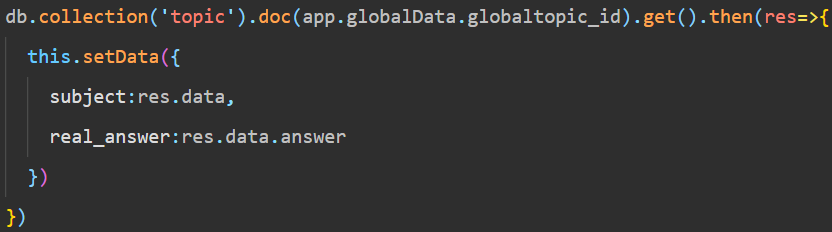 db.collection('topic').doc(app.globalData.globaltopic_id).get().then(res=>{
this.setData({
subject:res.data,
real_answer:res.data.answer
})
})